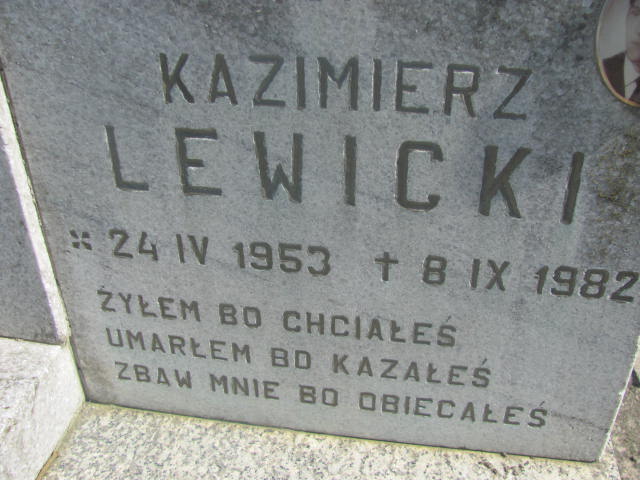 KAZIMIERZ
LEWICKI
* 24 IV 1953 † 8 IX 1982
ŻYŁEM BO CHCIAŁEŚ
UMARŁEM BO KAZAŁEŚ
ZBAW MNIE BO OBIECAŁEŚ